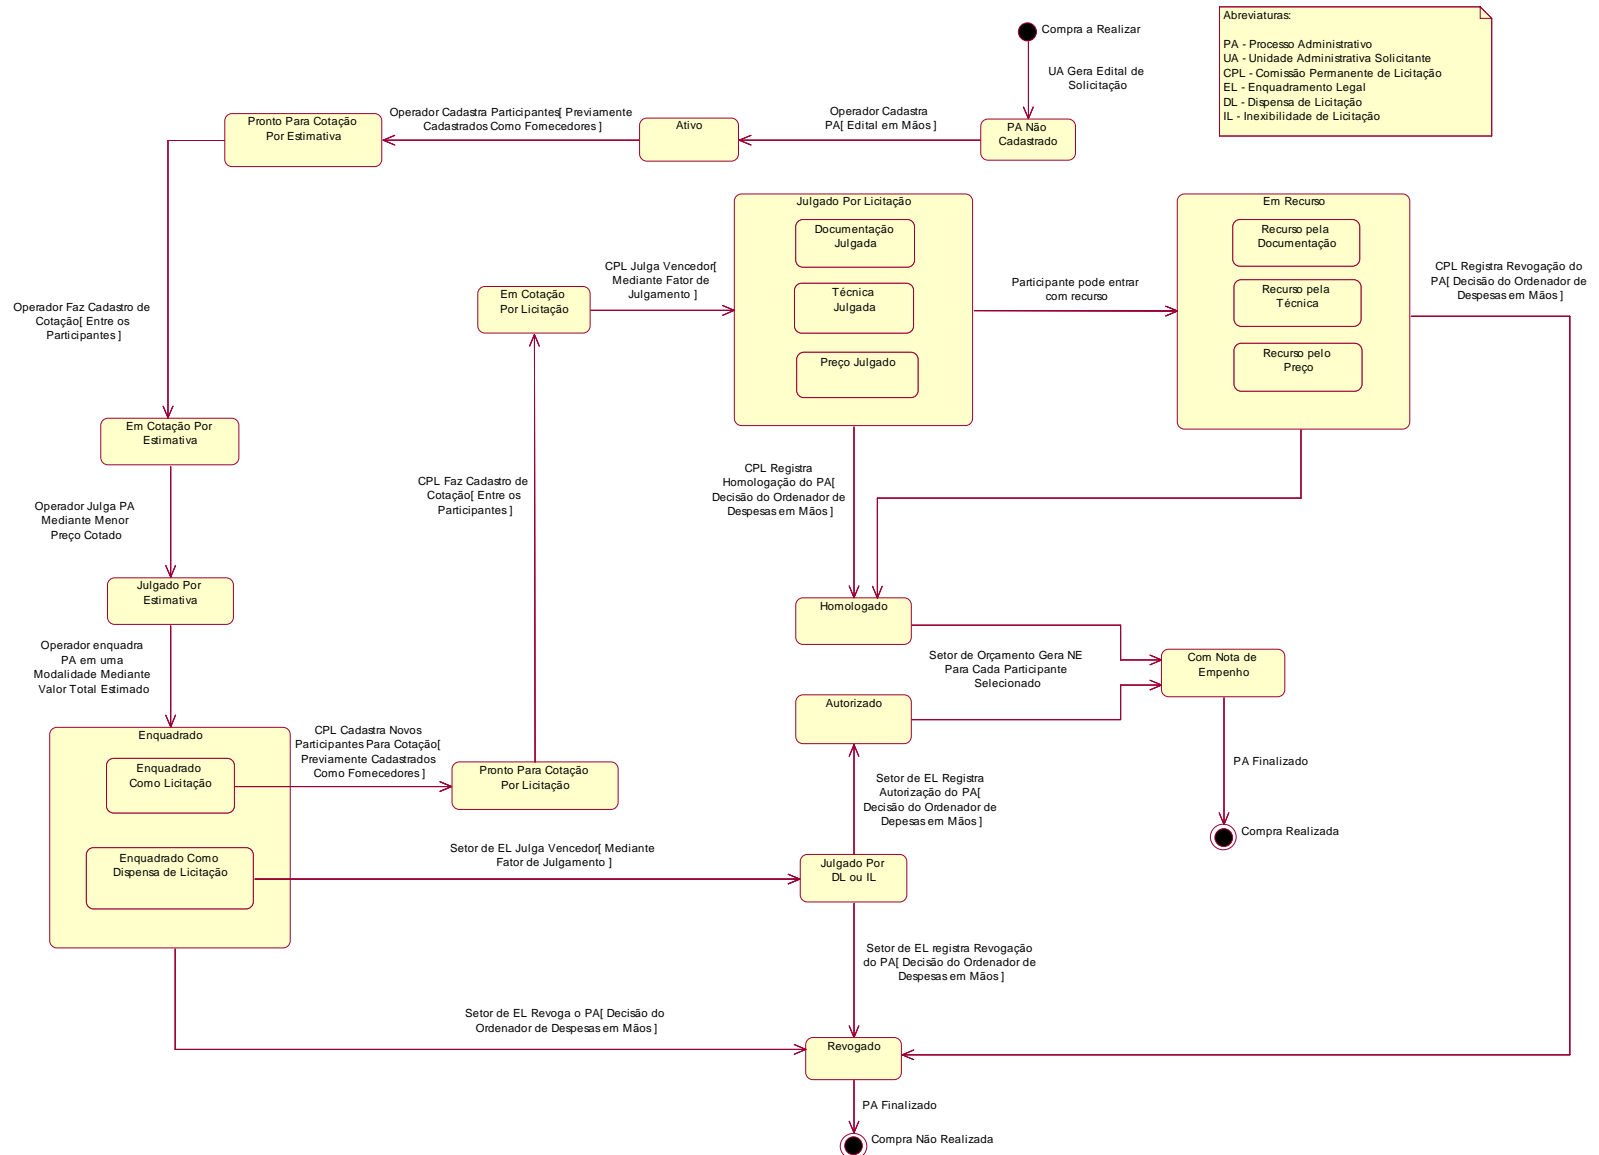 Compra a Realizar
UA Gera Edital de
Solicitação
Abreviaturas:
PA - Processo Administrativo
UA - Unidade Administrativa Solicitante
CPL - Comissão Permanente de Licitação
EL - Enquadramento Legal
DL - Dispensa de Licitação
IL - Inexibilidade de Licitação
Pronto Para Cotação
Por Estimativa
Operador Cadastra Participantes[ Previamente
Cadastrados Como Fornecedores ]
Ativo
Operador Cadastra
PA[ Edital em Mãos ]
PA Não
Cadastrado
Operador Faz Cadastro de
Cotação[ Entre os
Participantes ]
Em Cotação
Por Licitação
CPL Julga Vencedor[
Mediante Fator de
Julgamento ]
Julgado Por Licitação
Documentação
Julgada
Técnica
Julgada
Preço Julgado
Participante pode entrar
com recurso
Em Recurso
Recurso pela
Documentação
Recurso pela
Técnica
Recurso pelo
Preço
CPL Registra Revogação do
PA[ Decisão do Ordenador de
Despesas em Mãos ]
Em Cotação Por
Estimativa
Operador Julga PA
Mediante Menor
Preço Cotado
CPL Faz Cadastro de
Cotação[ Entre os
Participantes ]
CPL Registra
Homologação do PA[
Decisão do Ordenador de
Despesas em Mãos ]
Julgado Por
Estimativa
Operador enquadra
PA em uma
Modalidade Mediante
Valor Total Estimado
Homologado
Setor de Orçamento Gera NE
Para Cada Participante
Selecionado
Com Nota de
Empenho
Autorizado
Enquadrado
Enquadrado
Como Licitação
CPL Cadastra Novos
Participantes Para Cotação[
Previamente Cadastrados
Como Fornecedores ]
Pronto Para Cotação
Por Licitação
Setor de EL Registra
Autorização do PA[
Decisão do Ordenador de
Depesas em Mãos ]
PA Finalizado
Compra Realizada
Enquadrado Como
Dispensa de Licitação
Setor de EL Julga Vencedor[ Mediante
Fator de Julgamento ]
Julgado Por
DL ou IL
Setor de EL registra Revogação
do PA[ Decisão do Ordenador de
Despesas em Mãos ]
Setor de EL Revoga o PA[ Decisão do
Ordenador de Despesas em Mãos ]
Revogado
PA Finalizado
Compra Não Realizada